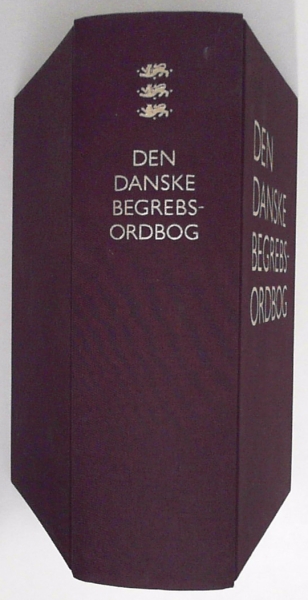 DEN
DANSKE
BEGREBS-
ORDBOG
DEN
DANSKE
BEGREBS-
ORDBOG